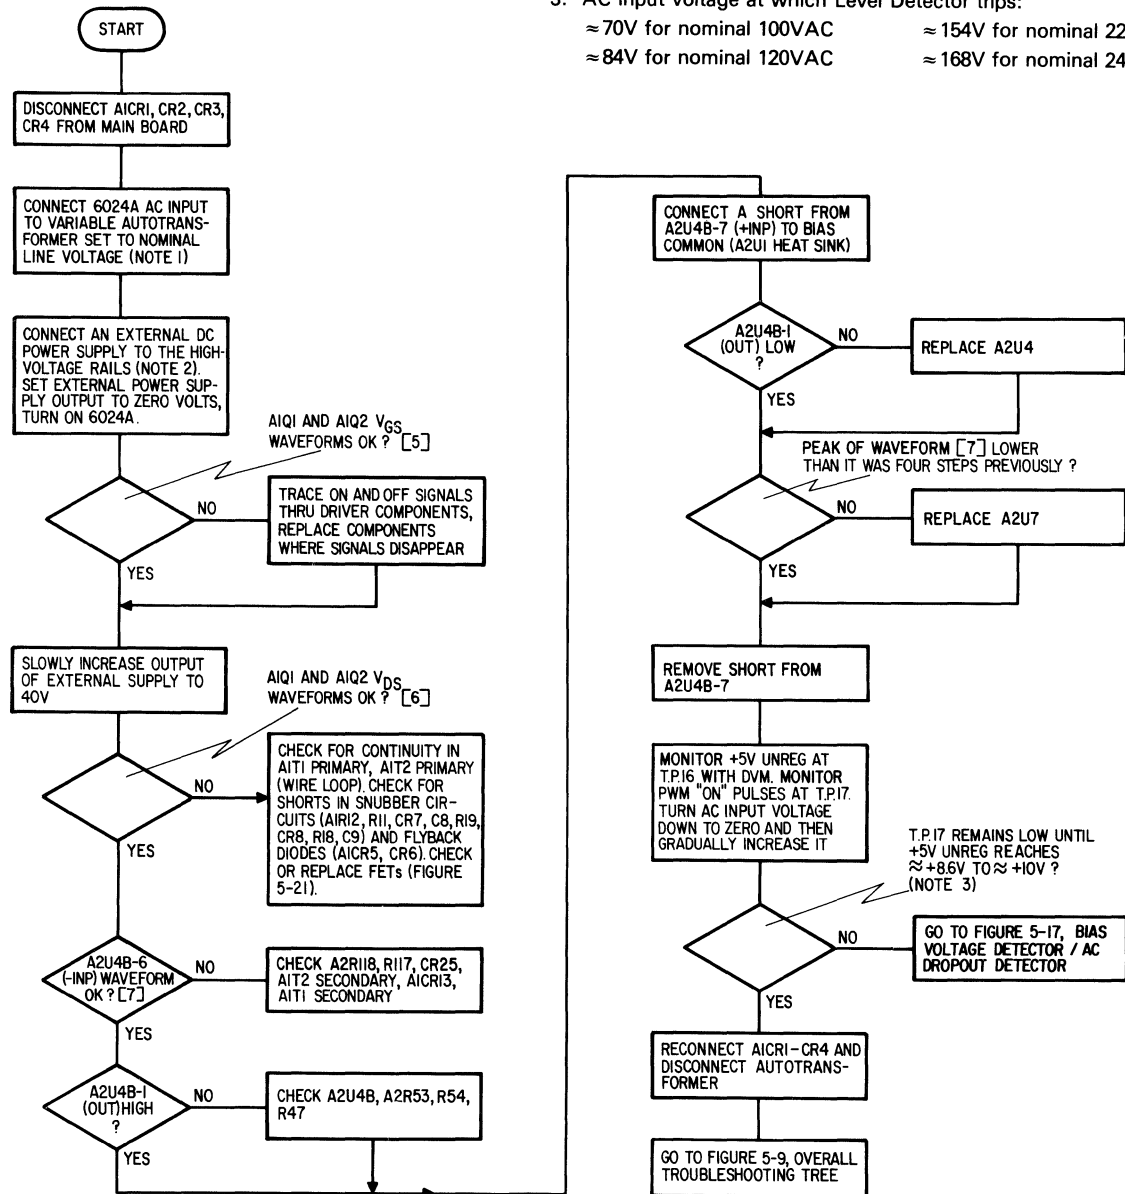 3. AC Input Voltage at which Level Detector trips:
≈70V for nominal 100VAC
≈154V for nominal 22
≈84V for nominal 120VAC
≈168V for nominal 24
START
DISCONNECT A1CR1, CR2, CR3,
CR4 FROM MAIN BOARD
CONNECT 6024A AC INPUT
TO VARIABLE AUTOTRANS-
FORMER SET TO NOMINAL
LINE VOLTAGE (NOTE 1)
CONNECT AN EXTERNAL DC
POWER SUPPLY TO THE HIGH-
VOLTAGE RAILS (NOTE 2).
SET EXTERNAL POWER SUP-
PLY OUTPUT TO ZERO VOLTS,
TURN ON 6024A.
A1Q1 AND A1Q2 VGS
WAVEFORMS OK ? [5]
NO
TRACE ON AND OFF SIGNALS
THRU DRIVER COMPONENTS,
REPLACE COMPONENTS
WHERE SIGNALS DISAPPEAR
YES
SLOWLY INCREASE OUTPUT
OF EXTERNAL SUPPLY TO
40V
A1Q1 AND A1Q2 VDS
WAVEFORMS OK ? [6]
NO
CHECK FOR CONTINUITY IN
A1T1 PRIMARY, A1T2 PRIMARY
(WIRE LOOP). CHECK FOR
SHORTS IN SNUBBER CIR-
CUITS (A1R12, R11, CR7, C8, R19,
CR8, R18, C9) AND FLYBACK
DIODES (A1CR5, CR6). CHECK
OR REPLACE FETs (FIGURE
5-21).
YES
A2U4B-6
(-INP) WAVEFORM
OK ? [7]
NO
CHECK A2R118, R117, CR25,
A1T2 SECONDARY, A1CR13,
A1T1 SECONDARY
YES
A2U4B-1
(OUT) HIGH
?
NO
CHECK A2U4B, A2R53, R54,
R47
YES
CONNECT A SHORT FROM
A2U4B-7 (+INP) TO BIAS
COMMON (A2U1 HEAT SINK)
A2U4B-1
(OUT) LOW
?
NO
REPLACE A2U4
YES
PEAK OF WAVEFORM [7] LOWER
THAN IT WAS FOUR STEPS PREVIOUSLY ?
NO
REPLACE A2U7
YES
REMOVE SHORT FROM
A2U4B-7
MONITOR +5V UNREG AT
T.P.16 WITH DVM. MONITOR
PWM "ON" PULSES AT T.P.17.
TURN AC INPUT VOLTAGE
DOWN TO ZERO AND THEN
GRADUALLY INCREASE IT
T.P.17 REMAINS LOW UNTIL
+5V UNREG REACHES
≈+8.6V TO ≈ +10V ?
(NOTE 3)
NO
GO TO FIGURE 5-17, BIAS
VOLTAGE DETECTOR / AC
DROPOUT DETECTOR
YES
RECONNECT A1CR1-CR4 AND
DISCONNECT AUTOTRANS-
FORMER
GO TO FIGURE 5-9, OVERALL
TROUBLESHOOTING TREE